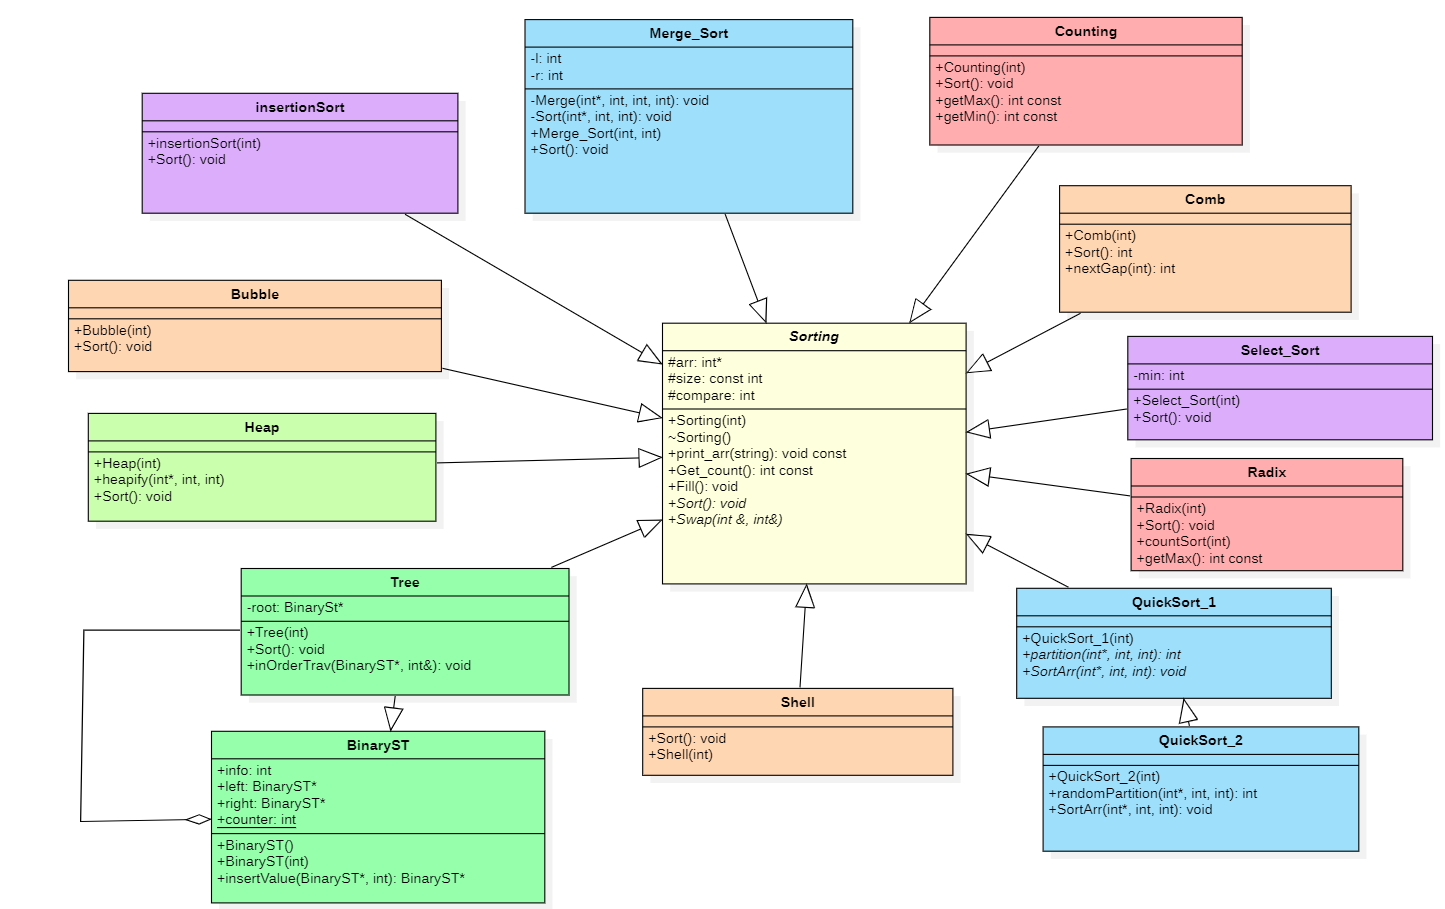 Merge_Sort
-l: int
-r: int
-Merge(int*, int, int, int): void
-Sort(int*, int, int): void
+Merge_Sort(int, int)
+Sort(): void
Counting
+Counting(int)
+Sort(): void
+getMax(): int const
+getMin(): int const
insertionSort
+insertionSort(int)
+Sort(): void
Comb
+Comb(int)
+Sort(): int
+nextGap(int): int
Bubble
+Bubble(int)
+Sort(): void
Sorting
#arr: int*
#size: const int
#compare: int
+Sorting(int)
~Sorting()
+print_arr(string): void const
+Get_count(): int const
+Fill(): void
+Sort(): void
+Swap(int &, int&)
Select_Sort
-min: int
+Select_Sort(int)
+Sort(): void
Heap
+Heap(int)
+heapify(int*, int, int)
+Sort(): void
Radix
+Radix(int)
+Sort(): void
+countSort(int)
+getMax(): int const
Tree
-root: BinarySt*
+Tree(int)
+Sort(): void
+inOrderTrav(BinaryST*, int&): void
QuickSort_1
+QuickSort_1(int)
+partition(int*, int, int): int
+SortArr(int*, int, int): void
Shell
+Sort(): void
+Shell(int)
BinaryST
+info: int
+left: BinaryST*
+right: BinaryST*
+counter: int
+BinaryST()
+BinaryST(int)
+insertValue(BinaryST*, int): BinaryST*
QuickSort_2
+QuickSort_2(int)
+randomPartition(int*, int, int): int
+SortArr(int*, int, int): void